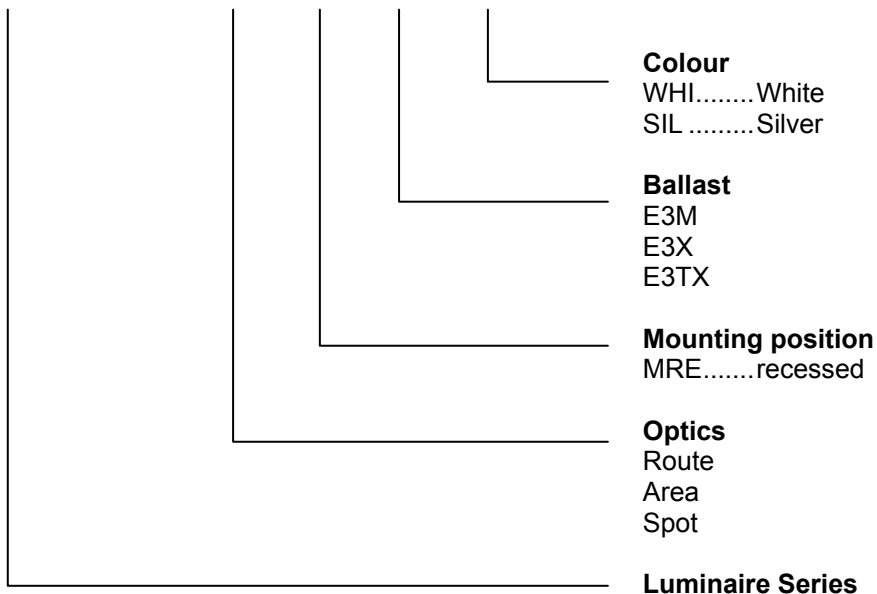 Colour
WHI........White
SIL .........Silver
Ballast
E3M
E3X
E3TX
Mounting position
MRE.......recessed
Optics
Route
Area
Spot
Luminaire Series